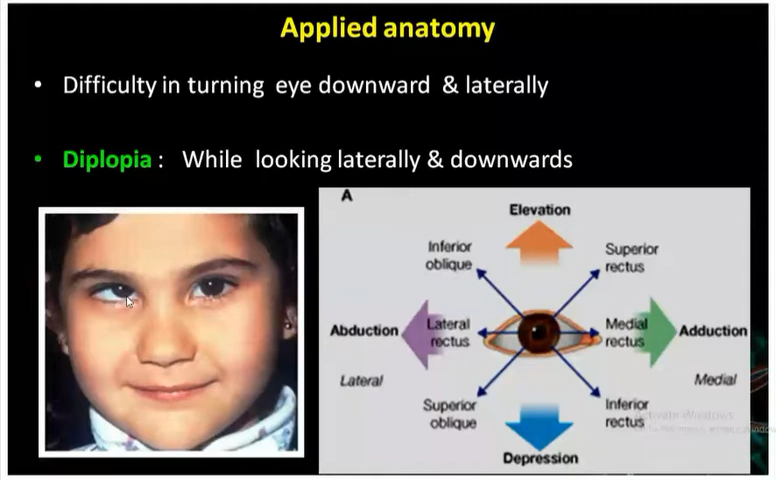 Applied anatomy
• Difficulty in turning eye downward & laterally
• Diplopia : While looking laterally & downwards
A
Elevation
Inferior
oblique
Superior
rectus
Abduction
Lateral
rectus
Medial
rectus
Adduction
Lateral
Medial
Superior
oblique
Inferior
rectus
Activate Windows
Depression